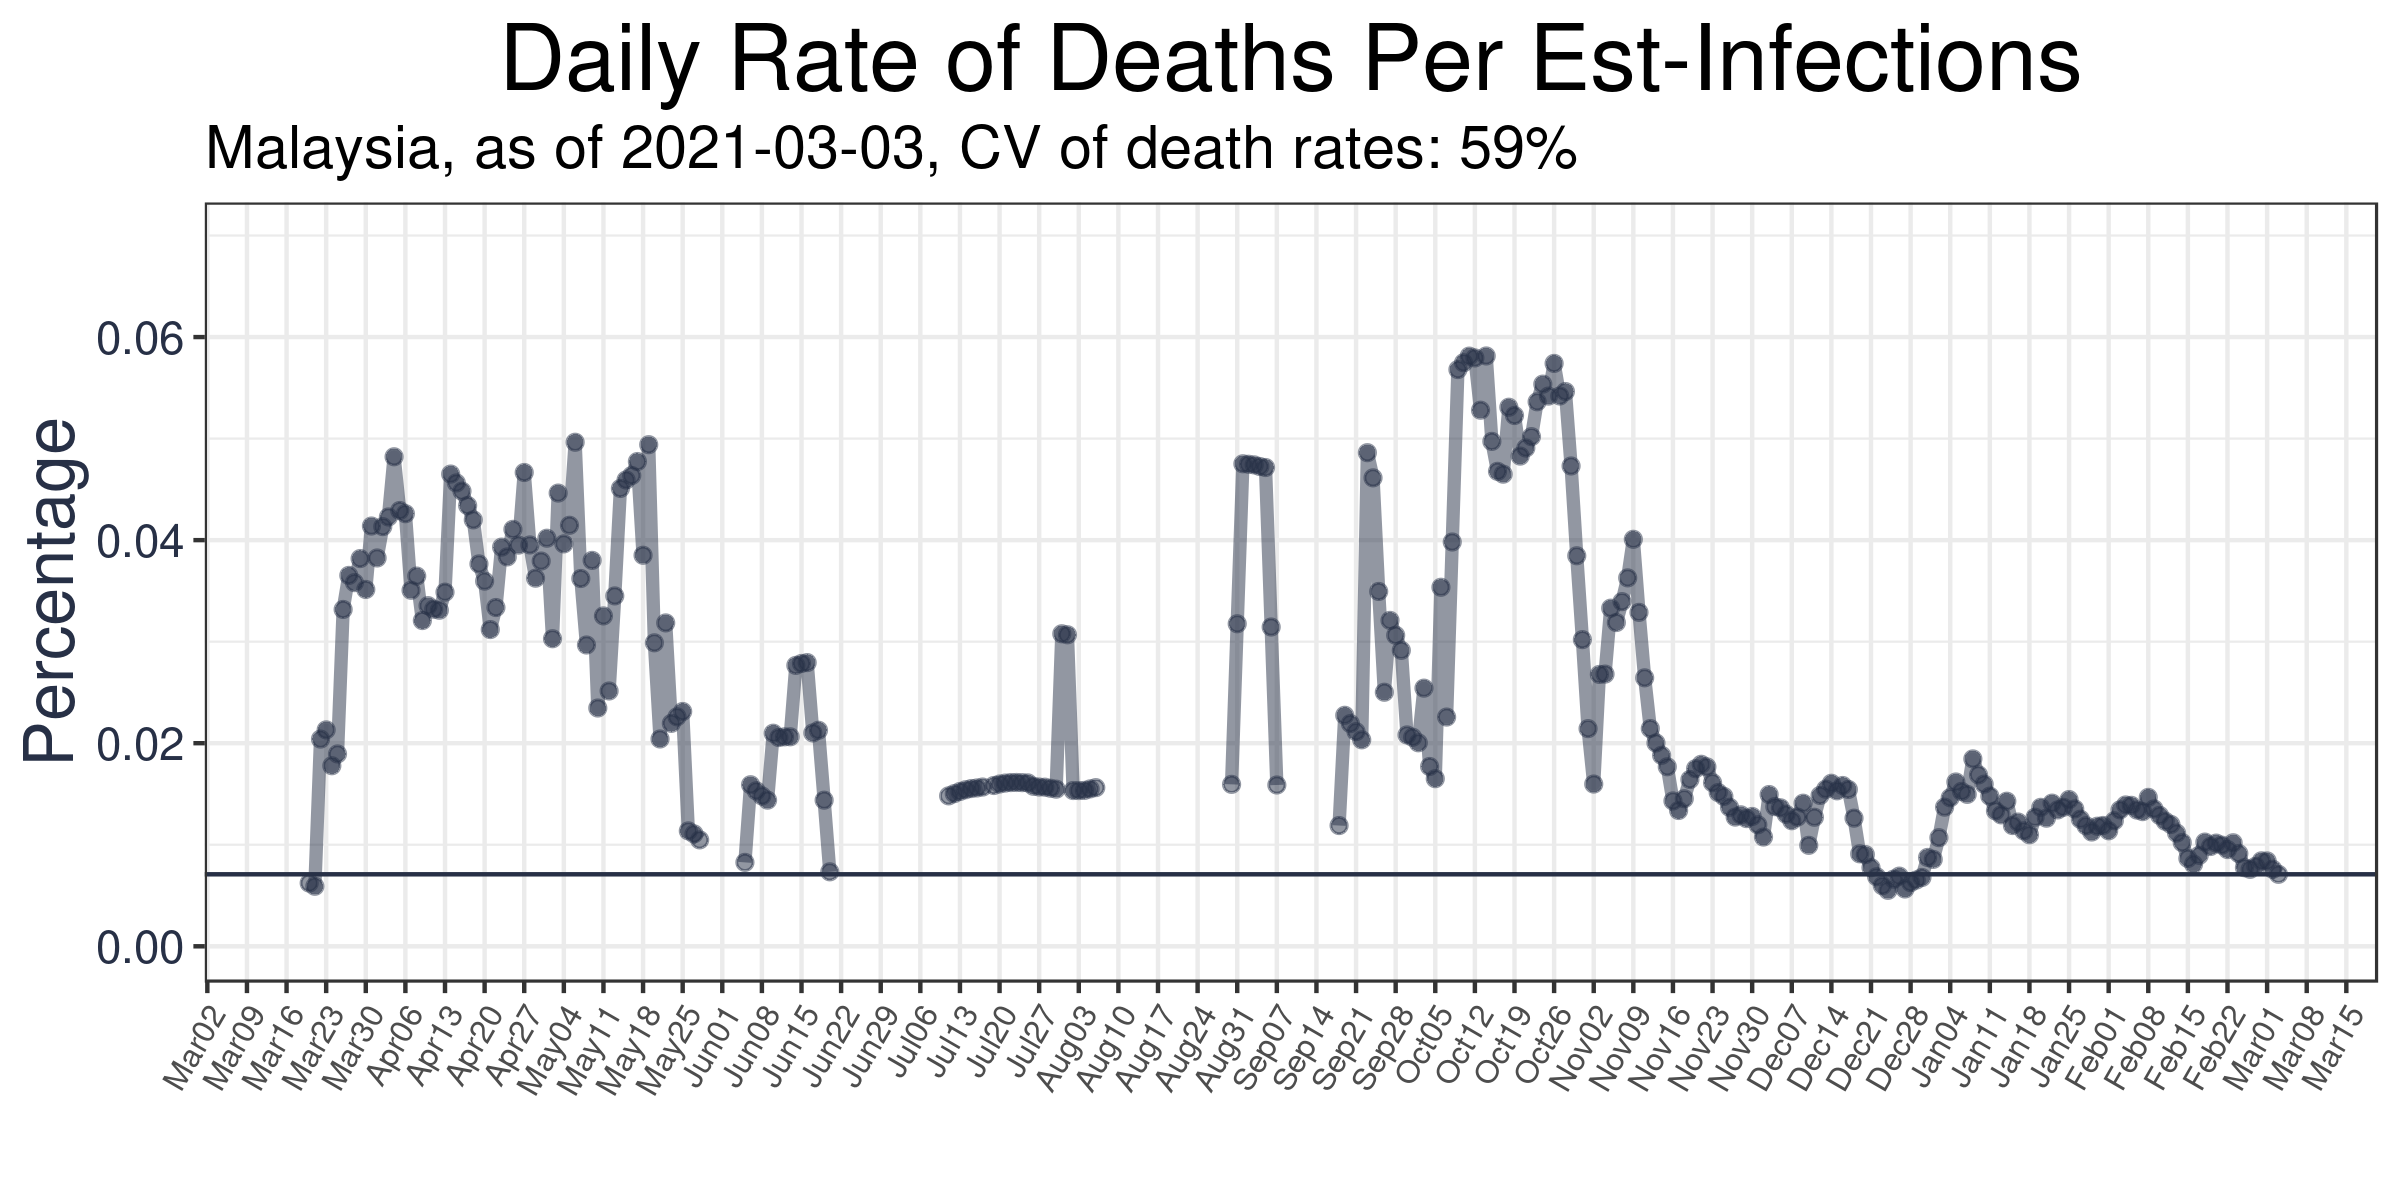 Daily Rate of Deaths Per Est-Infections
Malaysia, as of 2021-03-03, CV of death rates: 59%
Percentage
0.06
0.04
0.02
0.00
Mar02
Mar09
Mar16
Mar23
Mar30
Apr06
Apr13
Apr20
Apr27
May04
May11
May18
May25
Jun01
Jun08
Jun15
Jun22
Jun29
Jul06
Jul13
Jul20
Jul27
Aug03
Aug10
Aug17
Aug24
Aug31
Sep07
Sep14
Sep21
Sep28
Oct05
Oct12
Oct19
Oct26
Nov02
Nov09
Nov16
Nov23
Nov30
Dec07
Dec14
Dec21
Dec28
Jan04
Jan11
Jan18
Jan25
Feb01
Feb08
Feb15
Feb22
Mar01
Mar08
Mar15